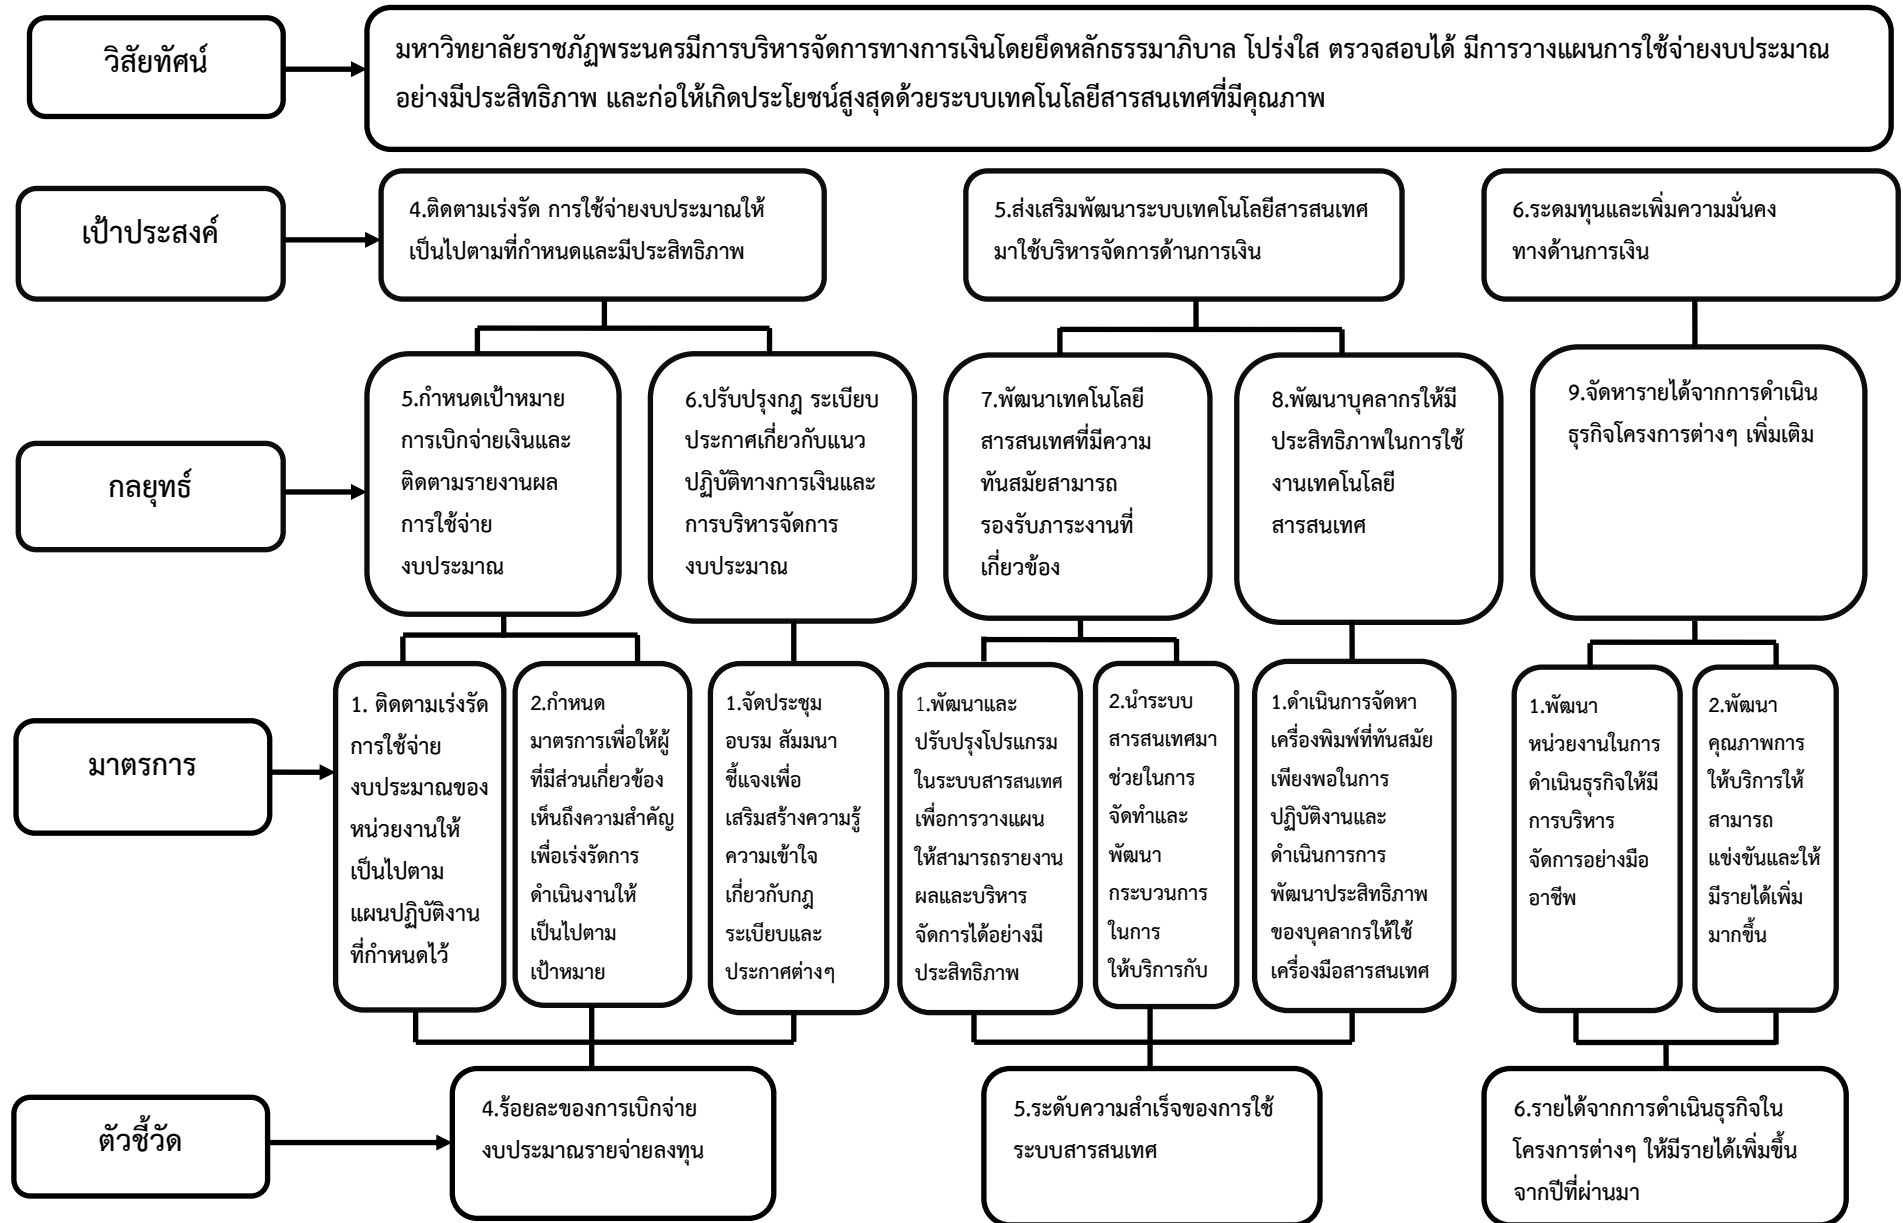 วิสัยทัศน์
มหาวิทยาลัยราชภัฏพระนครมีการบริหารจัดการทางการเงินโดยยึดหลักธรรมาภิบาล โปร่งใส ตรวจสอบได้ มีการวางแผนการใช้จ่ายงบประมาณ
อย่างมีประสิทธิภาพ และก่อให้เกิดประโยชน์สูงสุดด้วยระบบเทคโนโลยีสารสนเทศที่มีคุณภาพ
เป้าประสงค์
4.ติดตามเร่งรัด การใช้จ่ายงบประมาณให้
เป็นไปตามที่กำหนดและมีประสิทธิภาพ
5.ส่งเสริมพัฒนาระบบเทคโนโลยีสารสนเทศ
มาใช้บริหารจัดการด้านการเงิน
6.ระดมทุนและเพิ่มความมั่นคง
ทางด้านการเงิน
กลยุทธ์
5.กำหนดเป้าหมาย
การเบิกจ่ายเงินและ
ติดตามรายงานผล
การใช้จ่าย
งบประมาณ
6.ปรับปรุงกฎ ระเบียบ
ประกาศเกี่ยวกับแนว
ปฏิบัติทางการเงินและ
การบริหารจัดการ
งบประมาณ
7.พัฒนาเทคโนโลยี
สารสนเทศที่มีความ
ทันสมัยสามารถ
รองรับภาระงานที่
เกี่ยวข้อง
8.พัฒนาบุคลากรให้มี
ประสิทธิภาพในการใช้
งานเทคโนโลยี
สารสนเทศ
9.จัดหารายได้จากการดำเนิน
ธุรกิจโครงการต่างๆ เพิ่มเติม
มาตรการ
1. ติดตามเร่งรัด
การใช้จ่าย
งบประมาณของ
หน่วยงานให้
เป็นไปตาม
แผนปฏิบัติงาน
ที่กำหนดไว้
2.กำหนด
มาตรการเพื่อให้ผู้
ที่มีส่วนเกี่ยวข้อง
เห็นถึงความสำคัญ
เพื่อเร่งรัดการ
ดำเนินงานให้
เป็นไปตาม
เป้าหมาย
1.จัดประชุม
อบรม สัมมนา
ชี้แจงเพื่อ
เสริมสร้างความรู้
ความเข้าใจ
เกี่ยวกับกฎ
ระเบียบและ
ประกาศต่างๆ
1.พัฒนาและ
ปรับปรุงโปรแกรม
ในระบบสารสนเทศ
เพื่อการวางแผน
ให้สามารถรายงาน
ผลและบริหาร
จัดการได้อย่างมี
ประสิทธิภาพ
2.นำระบบ
สารสนเทศมา
ช่วยในการ
จัดทำและ
พัฒนา
กระบวนการ
ในการ
ให้บริการกับ
1.ดำเนินการจัดหา
เครื่องพิมพ์ที่ทันสมัย
เพียงพอในการ
ปฏิบัติงานและ
ดำเนินการการ
พัฒนาประสิทธิภาพ
ของบุคลากรให้ใช้
เครื่องมือสารสนเทศ
1.พัฒนา
หน่วยงานในการ
ดำเนินธุรกิจให้มี
การบริหาร
จัดการอย่างมือ
อาชีพ
2.พัฒนา
คุณภาพการ
ให้บริการให้
สามารถ
แข่งขันและให้
มีรายได้เพิ่ม
มากขึ้น
ตัวชี้วัด
4.ร้อยละของการเบิกจ่าย
งบประมาณรายจ่ายลงทุน
5.ระดับความสำเร็จของการใช้
ระบบสารสนเทศ
6.รายได้จากการดำเนินธุรกิจใน
โครงการต่างๆ ให้มีรายได้เพิ่มขึ้น
จากปีที่ผ่านมา